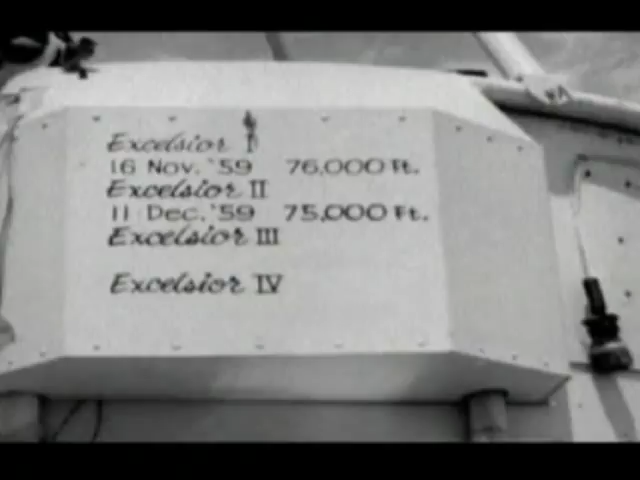 Excelsior I
16 Nov. '59 76,000 Ft.
Excelsior II
11 Dec. '59 75,000 Ft.
Excelsior III
Excelsior IV